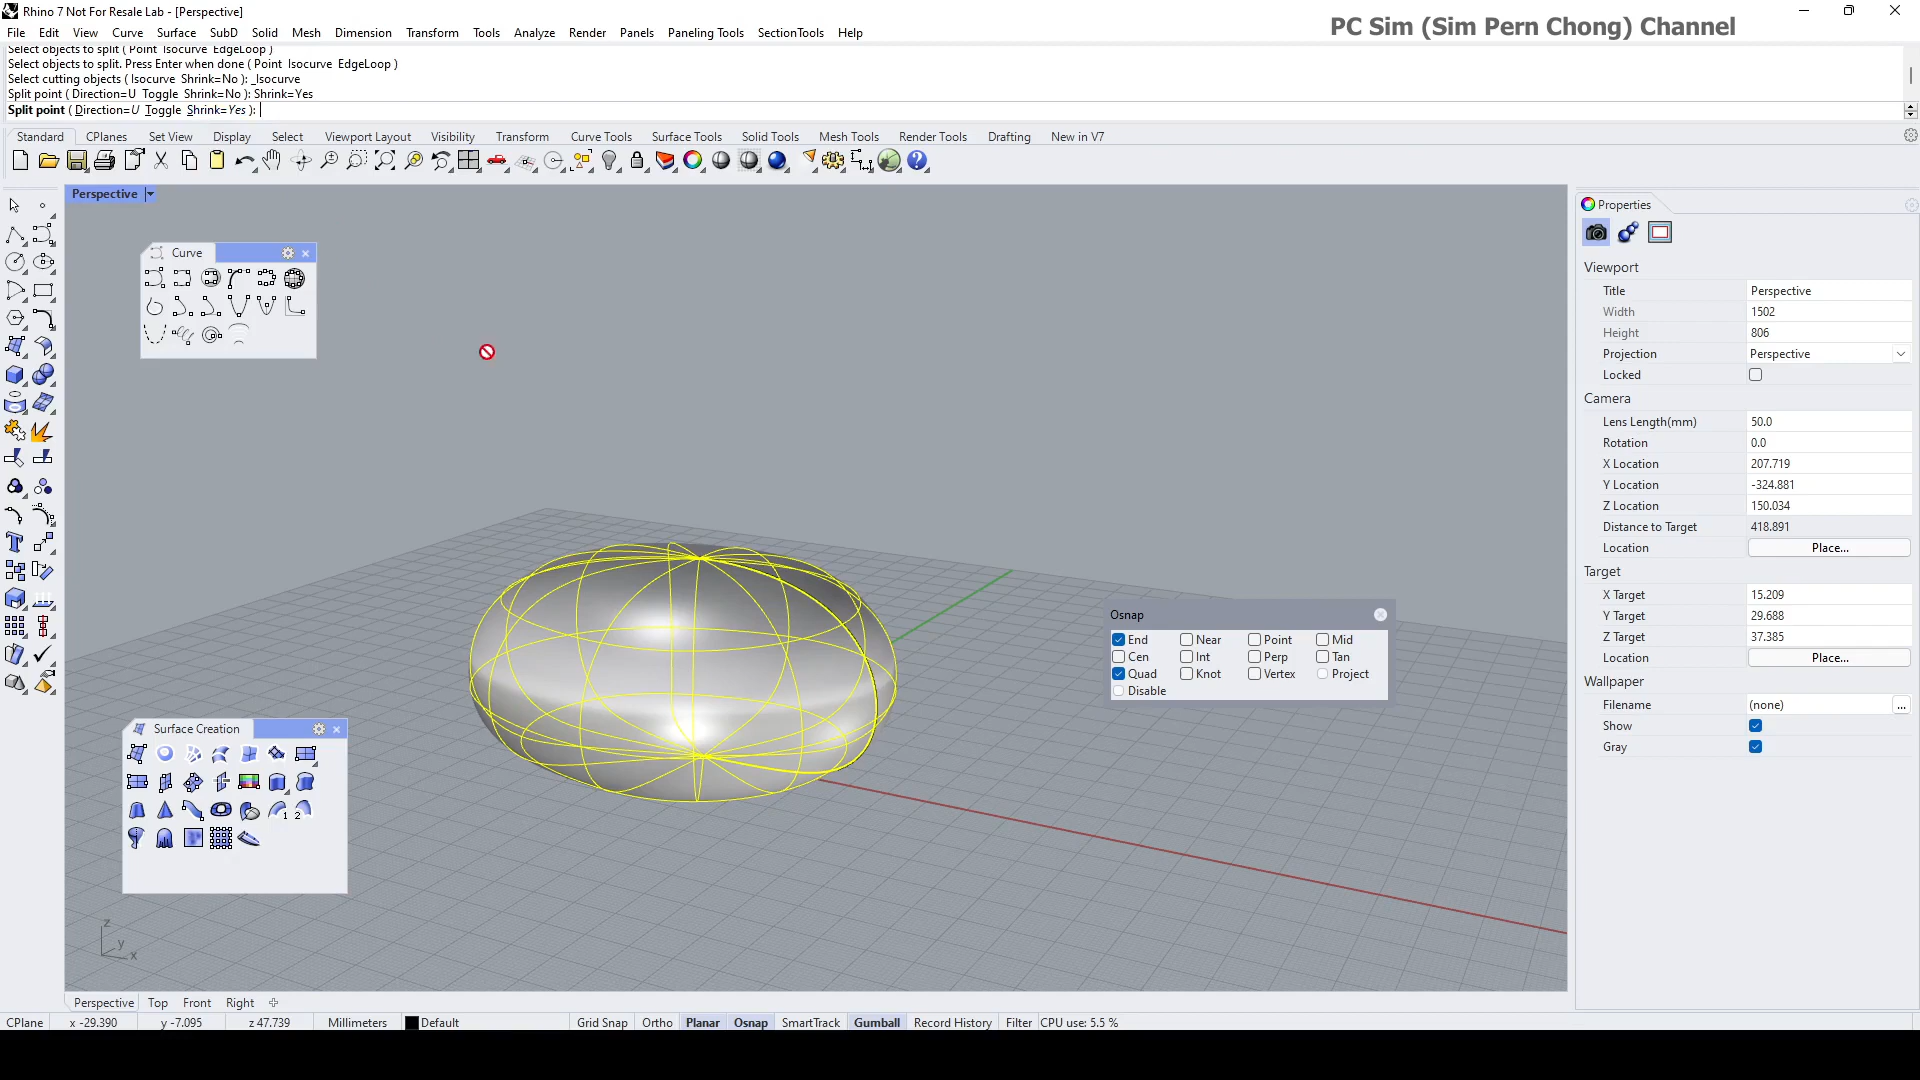 Rhino 7 Not For Resale Lab - [Perspective]
PC Sim (Sim Pern Chong) Channel
File Edit View Curve Surface SubD Solid Mesh Dimension Transform Tools Analyze Render Panels Paneling Tools SectionTools Help
Select objects to split ( Point Isocurve EdgeLoop )
Select objects to split. Press Enter when done ( Point Isocurve EdgeLoop )
Select cutting objects ( Isocurve Shrink=No ): _Isocurve
Split point ( Direction=U Toggle Shrink=No ): Shrink=Yes
Split point ( Direction=U Toggle Shrink=Yes ):
Standard CPlanes Set View Display Select Viewport Layout Visibility Transform Curve Tools Surface Tools Solid Tools Mesh Tools Render Tools Drafting New in V7
Perspective
Curve
Surface Creation
1 2
Osnap
End Near Point Mid
Cen Int Perp Tan
Quad Knot Vertex Project
Disable
z
y
x
Properties
Viewport
Title Perspective
Width 1502
Height 806
Projection Perspective
Locked
Camera
Lens Length(mm) 50.0
Rotation 0.0
X Location 207.719
Y Location -324.881
Z Location 150.034
Distance to Target 418.891
Location Place...
Target
X Target 15.209
Y Target 29.688
Z Target 37.385
Location Place...
Wallpaper
Filename (none) ...
Show
Gray
Perspective Top Front Right
CPlane x -29.390 y -7.095 z 47.739 Millimeters Default Grid Snap Ortho Planar Osnap SmartTrack Gumball Record History Filter CPU use: 5.5 %